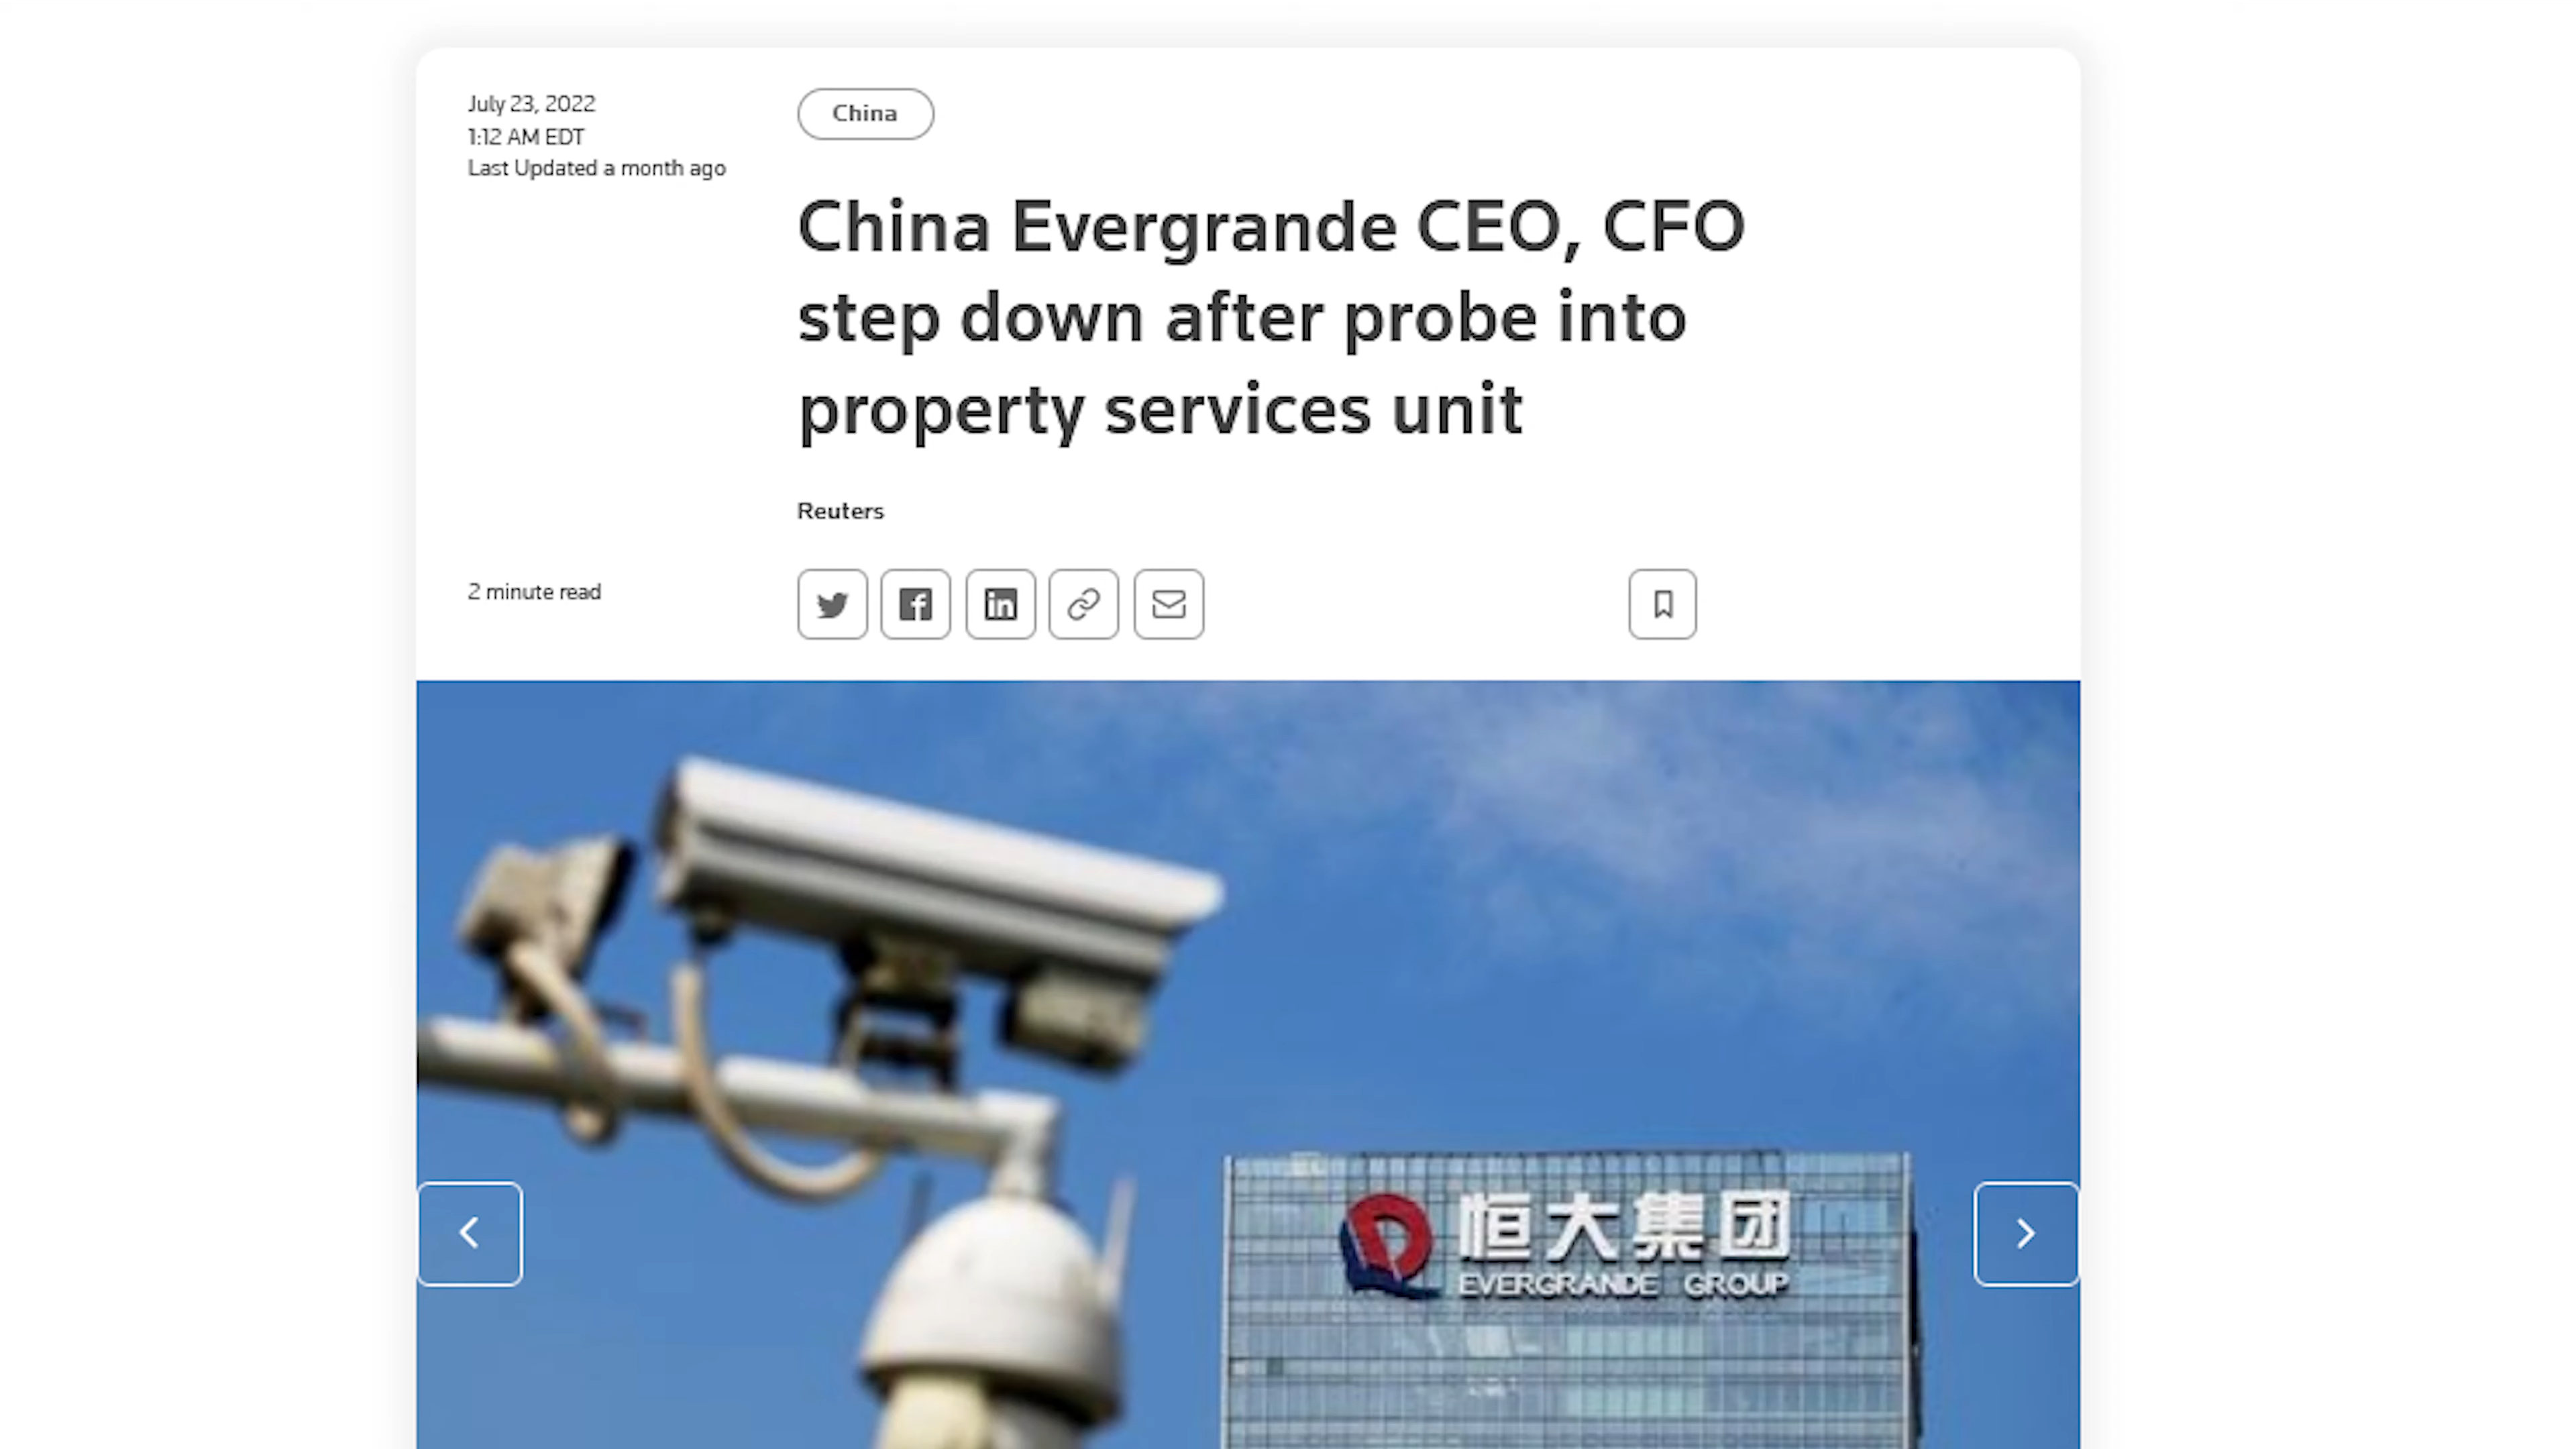 July 23, 2022
1:12 AM EDT
Last Updated a month ago
China
China Evergrande CEO, CFO
step down after probe into
property services unit
Reuters
2 minute read
恒大集团
EVERGRANDE GROUP